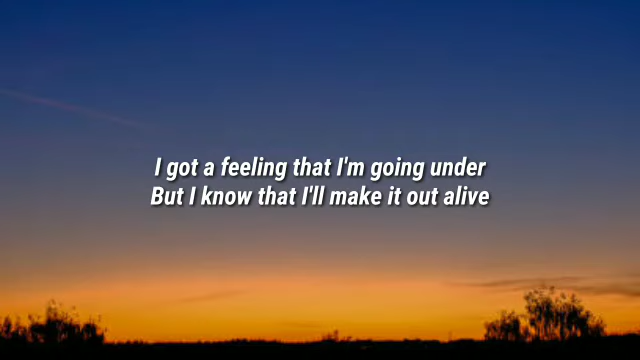 I got a feeling that I'm going under
But I know that I'll make it out alive